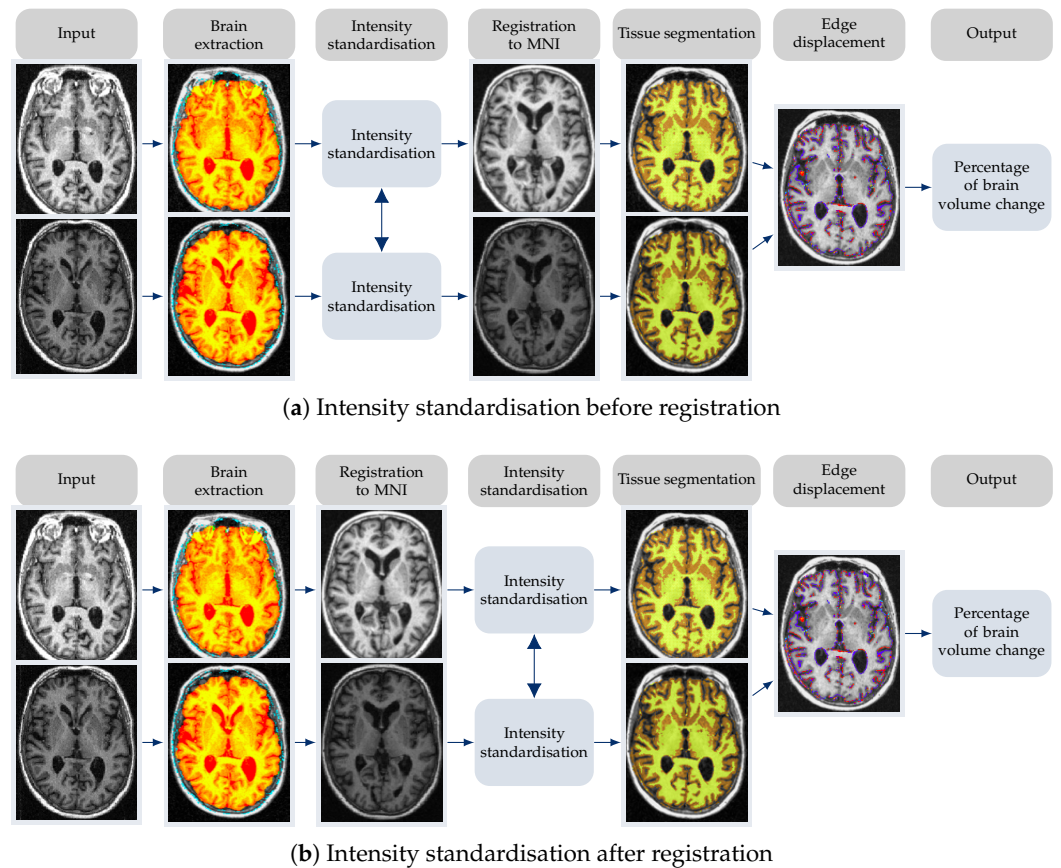 Input
Brain
extraction
Intensity
standardisation
Registration
to MNI
Tissue segmentation
Edge
displacement
Output
Intensity
standardisation
Intensity
standardisation
Percentage
of brain
volume change
(a) Intensity standardisation before registration
Input
Brain
extraction
Registration
to MNI
Intensity
standardisation
Tissue segmentation
Edge
displacement
Output
Intensity
standardisation
Intensity
standardisation
Percentage
of brain
volume change
(b) Intensity standardisation after registration